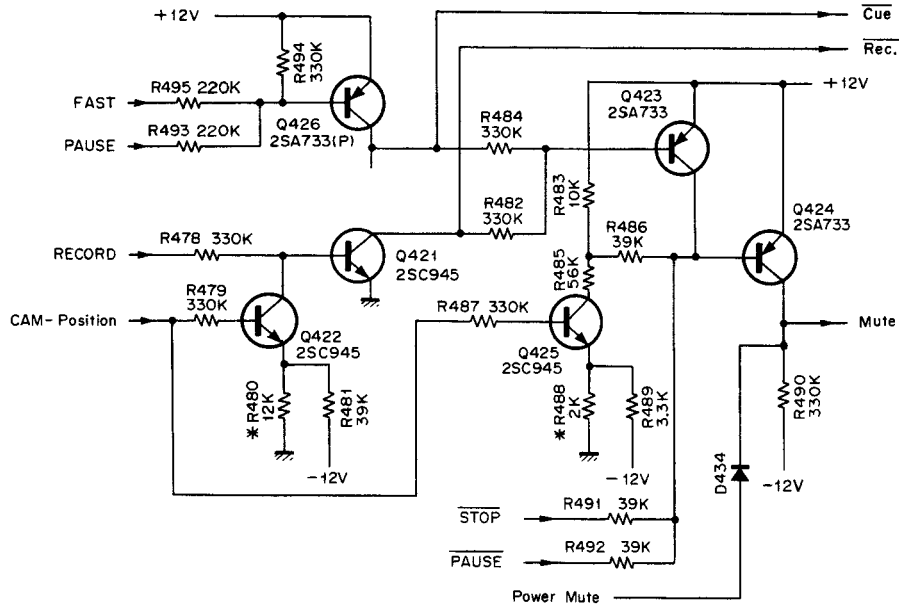 Cue
Rec.
+12V
R494
330K
FAST
R495 220K
PAUSE
R493 220K
Q426
2SA733(P)
R484
330K
Q423
2SA733
+12V
R483
10K
R482
330K
R486
39K
Q424
2SA733
RECORD
R478 330K
Q421
2SC945
R485
56K
CAM-Position
R479
330K
Q422
2SC945
R487 330K
Q425
2SC945
Mute
*R480
12K
R481
39K
-12V
*R488
2K
R489
3.3K
-12V
R490
330K
-12V
D434
STOP
R491 39K
PAUSE
R492 39K
Power Mute